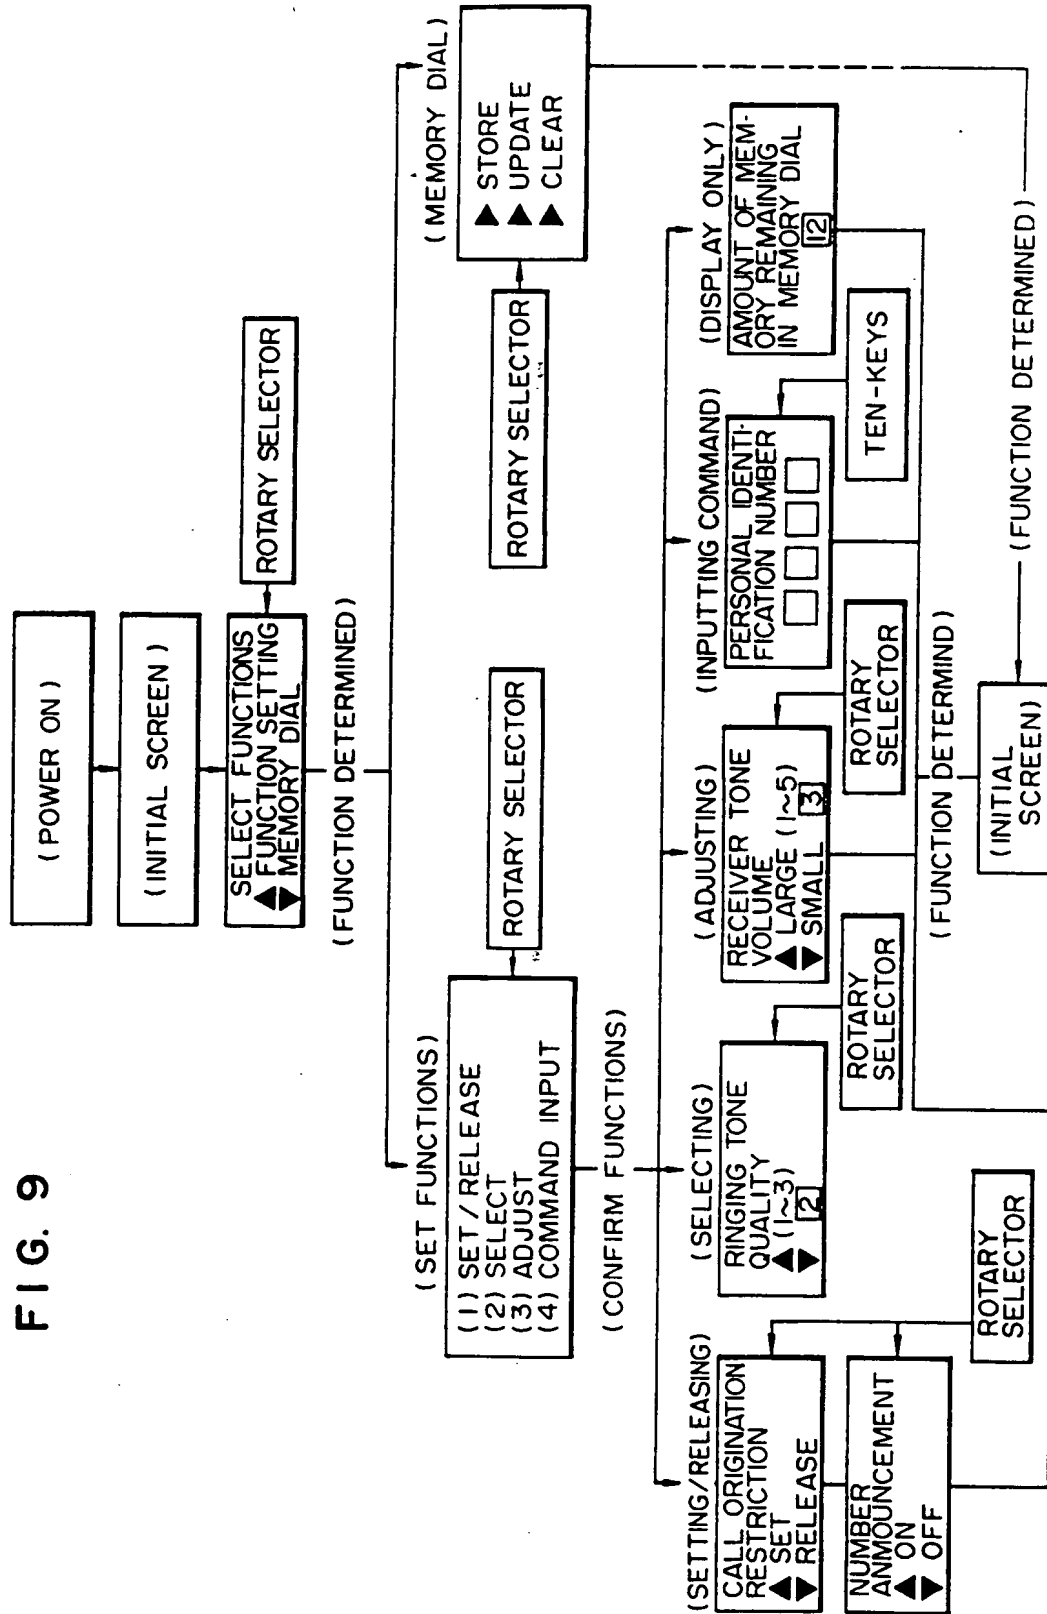 FIG. 9
(POWER ON)
(INITIAL SCREEN)
SELECT FUNCTIONS
▲ FUNCTION SETTING
▼ MEMORY DIAL
ROTARY SELECTOR
(FUNCTION DETERMINED)
(SET FUNCTIONS)
(1) SET/RELEASE
(2) SELECT
(3) ADJUST
(4) COMMAND INPUT
ROTARY SELECTOR
(MEMORY DIAL)
▶ STORE
▶ UPDATE
▶ CLEAR
ROTARY SELECTOR
(CONFIRM FUNCTIONS)
(SETTING/RELEASING)
CALL ORIGINATION
RESTRICTION
▲ SET
▼ RELEASE
NUMBER
ANMOUNCEMENT
▲ ON
▼ OFF
ROTARY
SELECTOR
(SELECTING)
RINGING TONE
QUALITY
▲ (1~3)
▼ 2
ROTARY
SELECTOR
(ADJUSTING)
RECEIVER TONE
VOLUME
▲ LARGE (1~5)
▼ SMALL 3
ROTARY
SELECTOR
(INPUTTING COMMAND)
PERSONAL IDENTI-
FICATION NUMBER
TEN-KEYS
(DISPLAY ONLY)
AMOUNT OF MEM-
ORY REMAINING
IN MEMORY DIAL
12
(FUNCTION DETERMIND)
(INITIAL
SCREEN)
(FUNCTION DETERMINED)